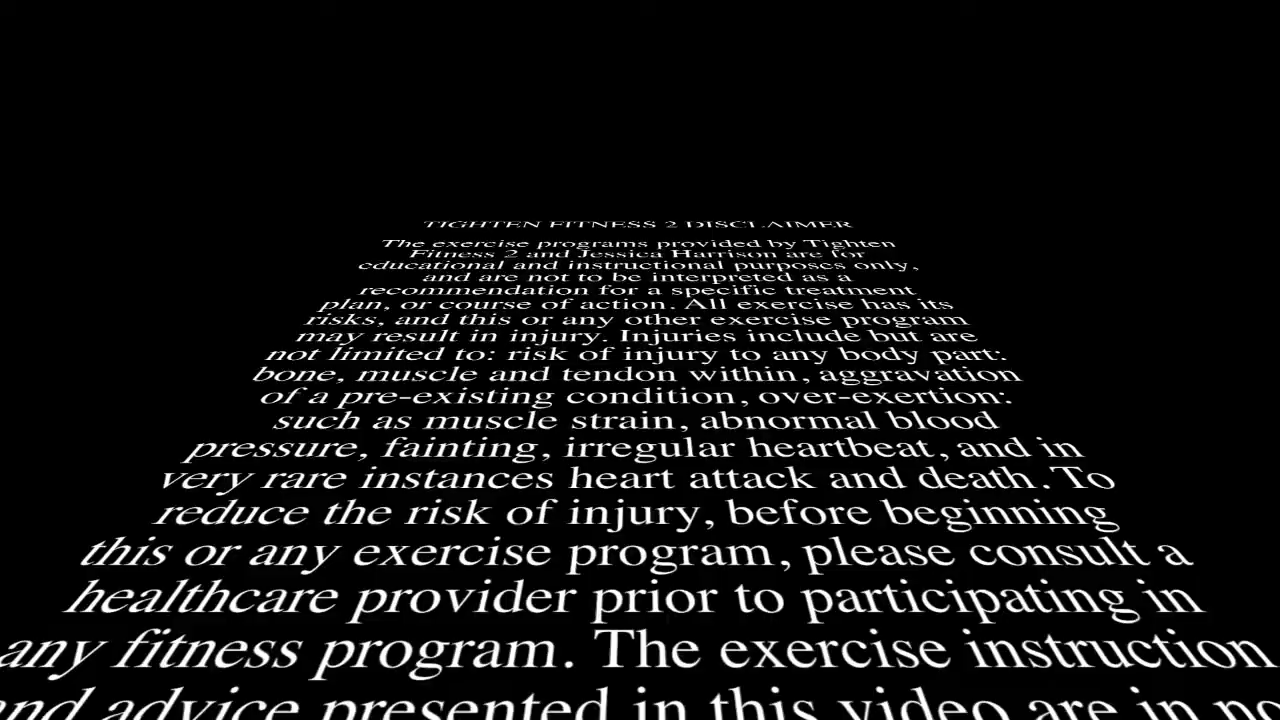 TIGHTEN FITNESS 2 DISCLAIMER
The exercise programs provided by Tighten
Fitness 2 and Jessica Harrison are for
educational and instructional purposes only,
and are not to be interpreted as a
recommendation for a specific treatment
plan, or course of action. All exercise has its
risks, and this or any other exercise program
may result in injury. Injuries include but are
not limited to: risk of injury to any body part:
bone, muscle and tendon within, aggravation
of a pre-existing condition, over-exertion:
such as muscle strain, abnormal blood
pressure, fainting, irregular heartbeat, and in
very rare instances heart attack and death. To
reduce the risk of injury, before beginning
this or any exercise program, please consult a
healthcare provider prior to participating in
any fitness program. The exercise instruction
and advice presented in this video are in no